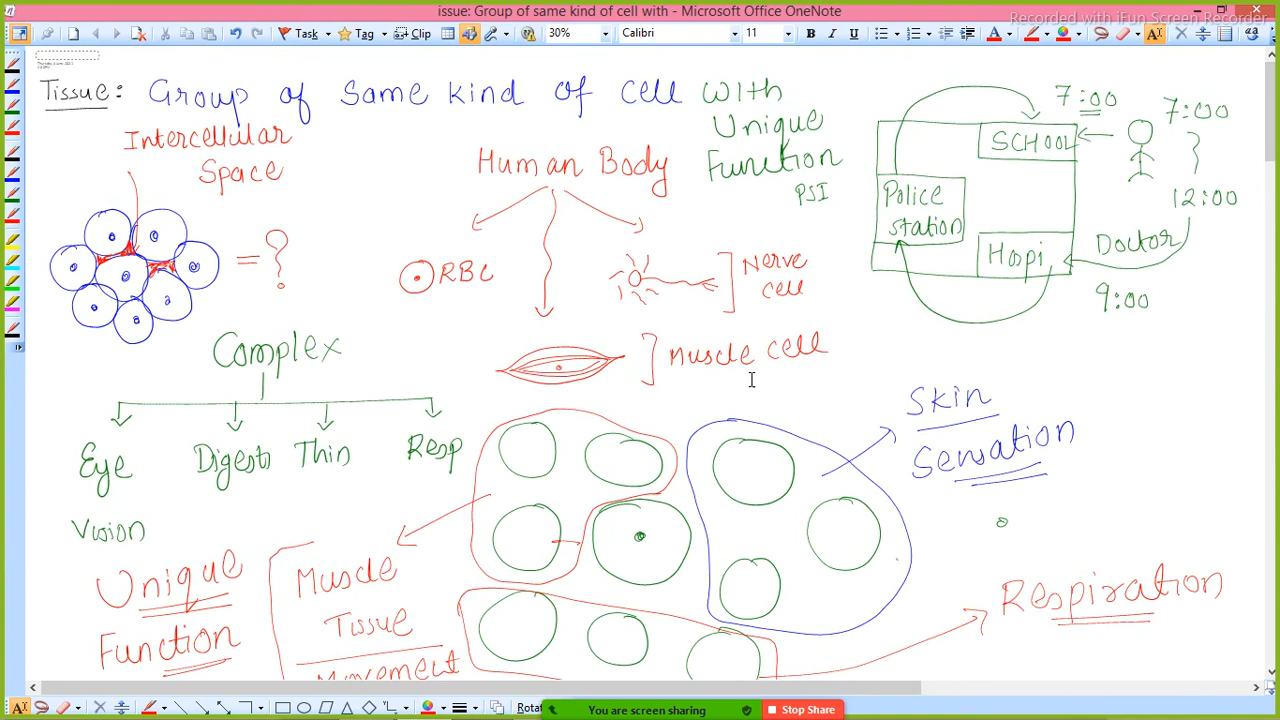 issue: Group of same kind of cell with - Microsoft Office OneNote
Recorded with iFun Screen Recorder
Task
Tag
Clip
30%
Calibri
11
B I U
Tissue: Group of Same kind of cell with
Unique
Function
PSI
Intercellular
Space
= ?
Human Body
RBC
Nerve
cell
Muscle cell
7:00
7:00
12:00
SCHOOL
Police
station
Hospi
Doctor
9:00
Complex
Eye
Digests
Thin
Resp
Vision
Unique
Function
Muscle
Tissue
Movement
Skin
Sensation
Respiration
You are screen sharing
Stop Share